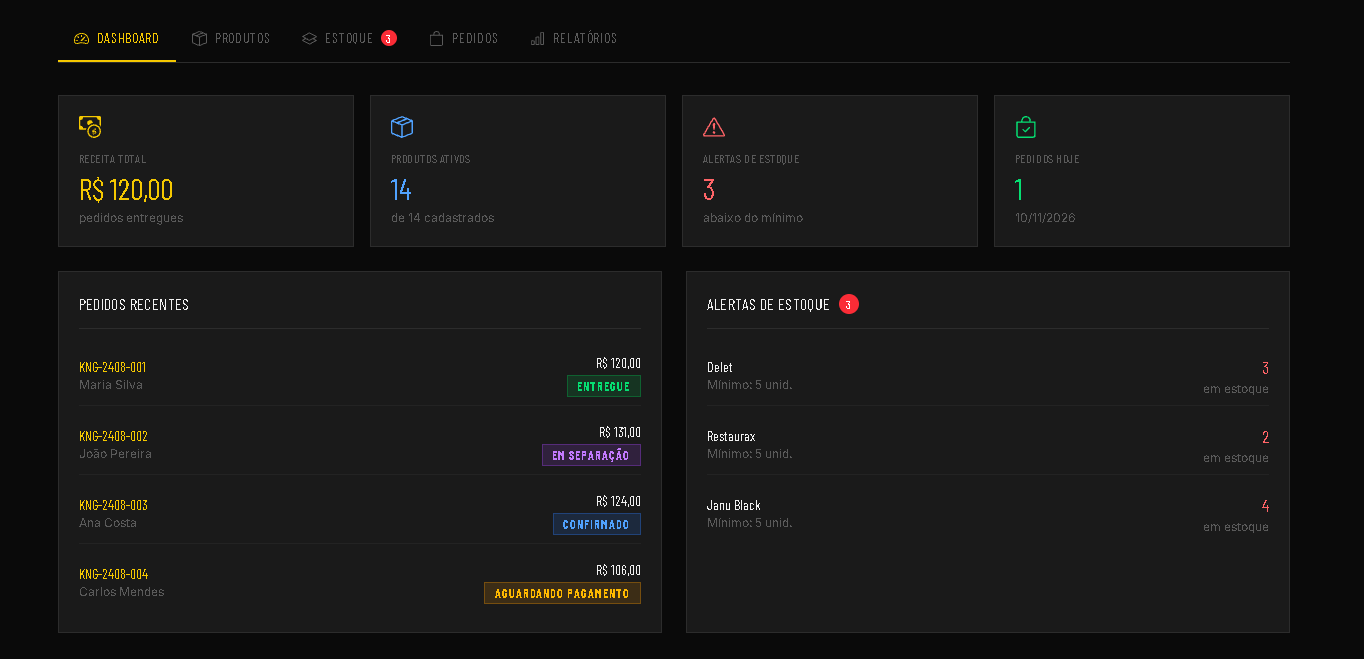 DASHBOARD PRODUTOS ESTOQUE 3 PEDIDOS RELATÓRIOS
RECEITA TOTAL
R$ 120,00
pedidos entregues
PRODUTOS ATIVOS
14
de 14 cadastrados
ALERTAS DE ESTOQUE
3
abaixo do mínimo
PEDIDOS HOJE
1
10/11/2026
PEDIDOS RECENTES
KNG-2408-001 R$ 120,00
Maria Silva ENTREGUE
KNG-2408-002 R$ 131,00
João Pereira EM SEPARAÇÃO
KNG-2408-003 R$ 124,00
Ana Costa CONFIRMADO
KNG-2408-004 R$ 106,00
Carlos Mendes AGUARDANDO PAGAMENTO
ALERTAS DE ESTOQUE 3
Delet 3
Mínimo: 5 unid. em estoque
Restaurax 2
Mínimo: 5 unid. em estoque
Janu Black 4
Mínimo: 5 unid. em estoque